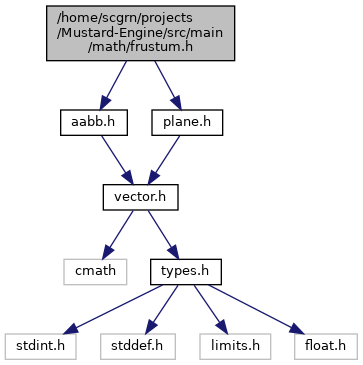 /home/scgrn/projects
/Mustard-Engine/src/main
/math/frustum.h
aabb.h
plane.h
vector.h
cmath
types.h
stdint.h
stddef.h
limits.h
float.h